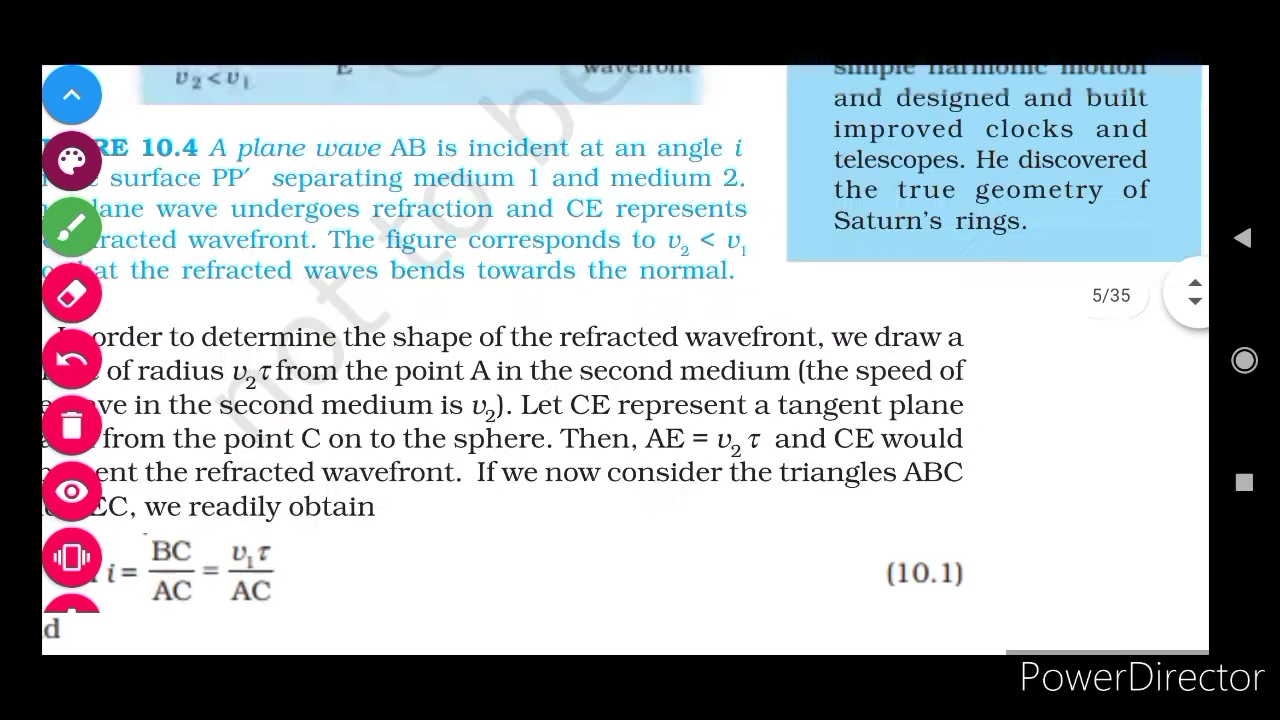 v₂ < v₁
E
wavefront
simple harmonic motion
and designed and built
improved clocks and
telescopes. He discovered
the true geometry of
Saturn's rings.
RE 10.4 A plane wave AB is incident at an angle i
surface PP′ separating medium 1 and medium 2.
lane wave undergoes refraction and CE represents
racted wavefront. The figure corresponds to v₂ < v₁
at the refracted waves bends towards the normal.
5/35
order to determine the shape of the refracted wavefront, we draw a
of radius v₂τ from the point A in the second medium (the speed of
ve in the second medium is v₂). Let CE represent a tangent plane
from the point C on to the sphere. Then, AE = v₂ τ and CE would
ent the refracted wavefront. If we now consider the triangles ABC
EC, we readily obtain
i = BC/AC = v₁τ/AC (10.1)
d
not to be
PowerDirector